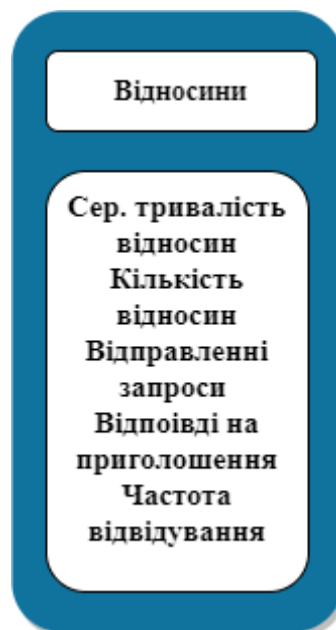 Відносини
Сер. тривалість
відносин
Кількість
відносин
Відправленні
запроси
Відпоівді на
приголошення
Частота
відвідування